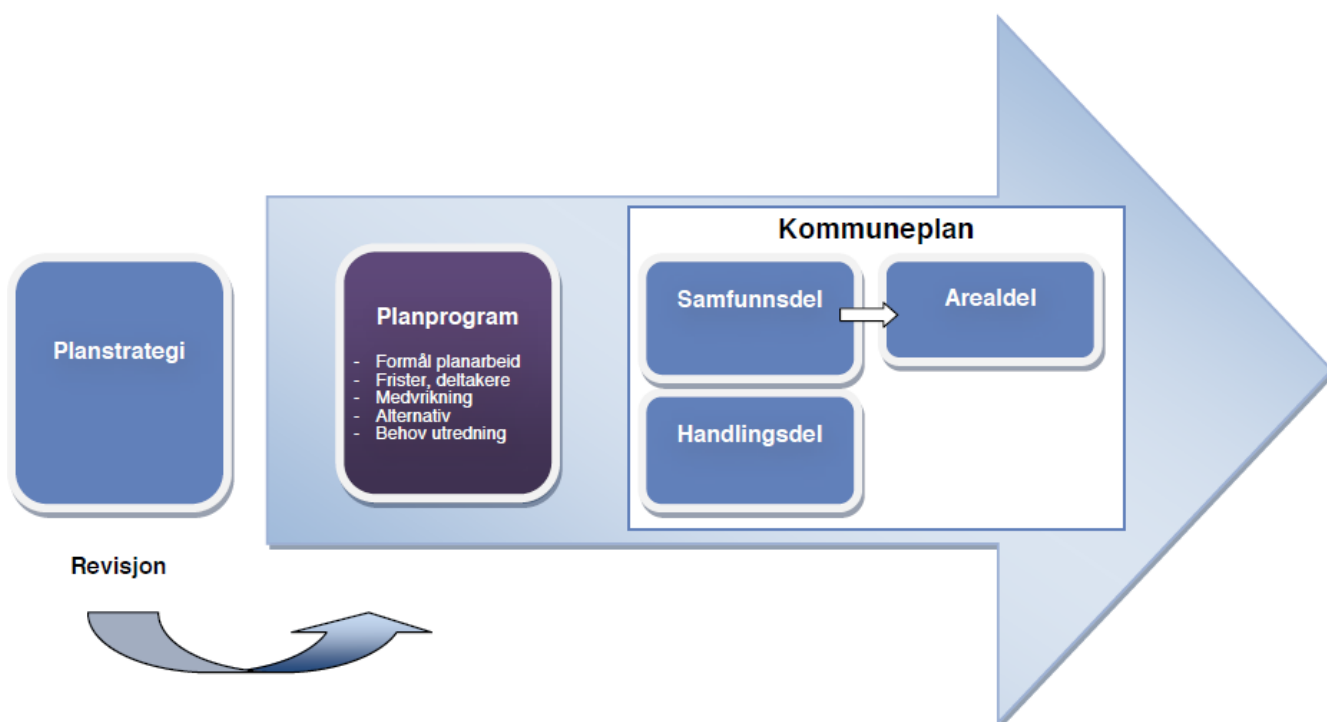 Planstrategi
Revisjon
Planprogram
- Formål planarbeid
- Frister, deltakere
- Medvrikning
- Alternativ
- Behov utredning
Kommuneplan
Samfunnsdel
Arealdel
Handlingsdel